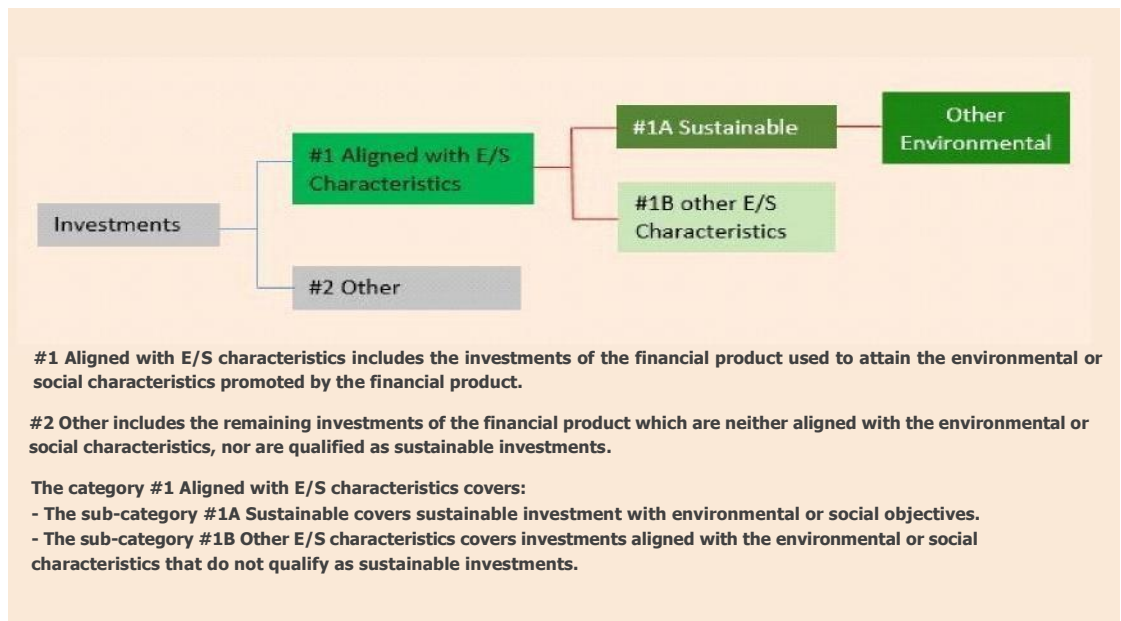 Other
Environmental
#1A Sustainable
#1 Aligned with E/S
Characteristics
#1B other E/S
Characteristics
Investments
#2 Other
#1 Aligned with E/S characteristics includes the investments of the financial product used to attain the environmental or
social characteristics promoted by the financial product.
#2 Other includes the remaining investments of the financial product which are neither aligned with the environmental or
social characteristics, nor are qualified as sustainable investments.
The category #1 Aligned with E/S characteristics covers:
- The sub-category #1A Sustainable covers sustainable investment with environmental or social objectives.
- The sub-category #1B Other E/S characteristics covers investments aligned with the environmental or social
characteristics that do not qualify as sustainable investments.